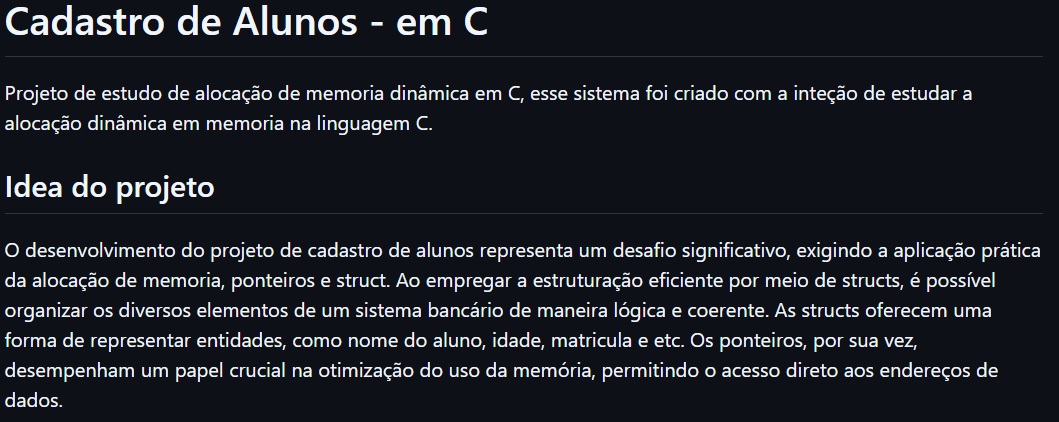 Cadastro de Alunos - em C
Projeto de estudo de alocação de memoria dinâmica em C, esse sistema foi criado com a inteção de estudar a
alocação dinâmica em memoria na linguagem C.
Idea do projeto
O desenvolvimento do projeto de cadastro de alunos representa um desafio significativo, exigindo a aplicação prática
da alocação de memoria, ponteiros e struct. Ao empregar a estruturação eficiente por meio de structs, é possível
organizar os diversos elementos de um sistema bancário de maneira lógica e coerente. As structs oferecem uma
forma de representar entidades, como nome do aluno, idade, matricula e etc. Os ponteiros, por sua vez,
desempenham um papel crucial na otimização do uso da memória, permitindo o acesso direto aos endereços de
dados.